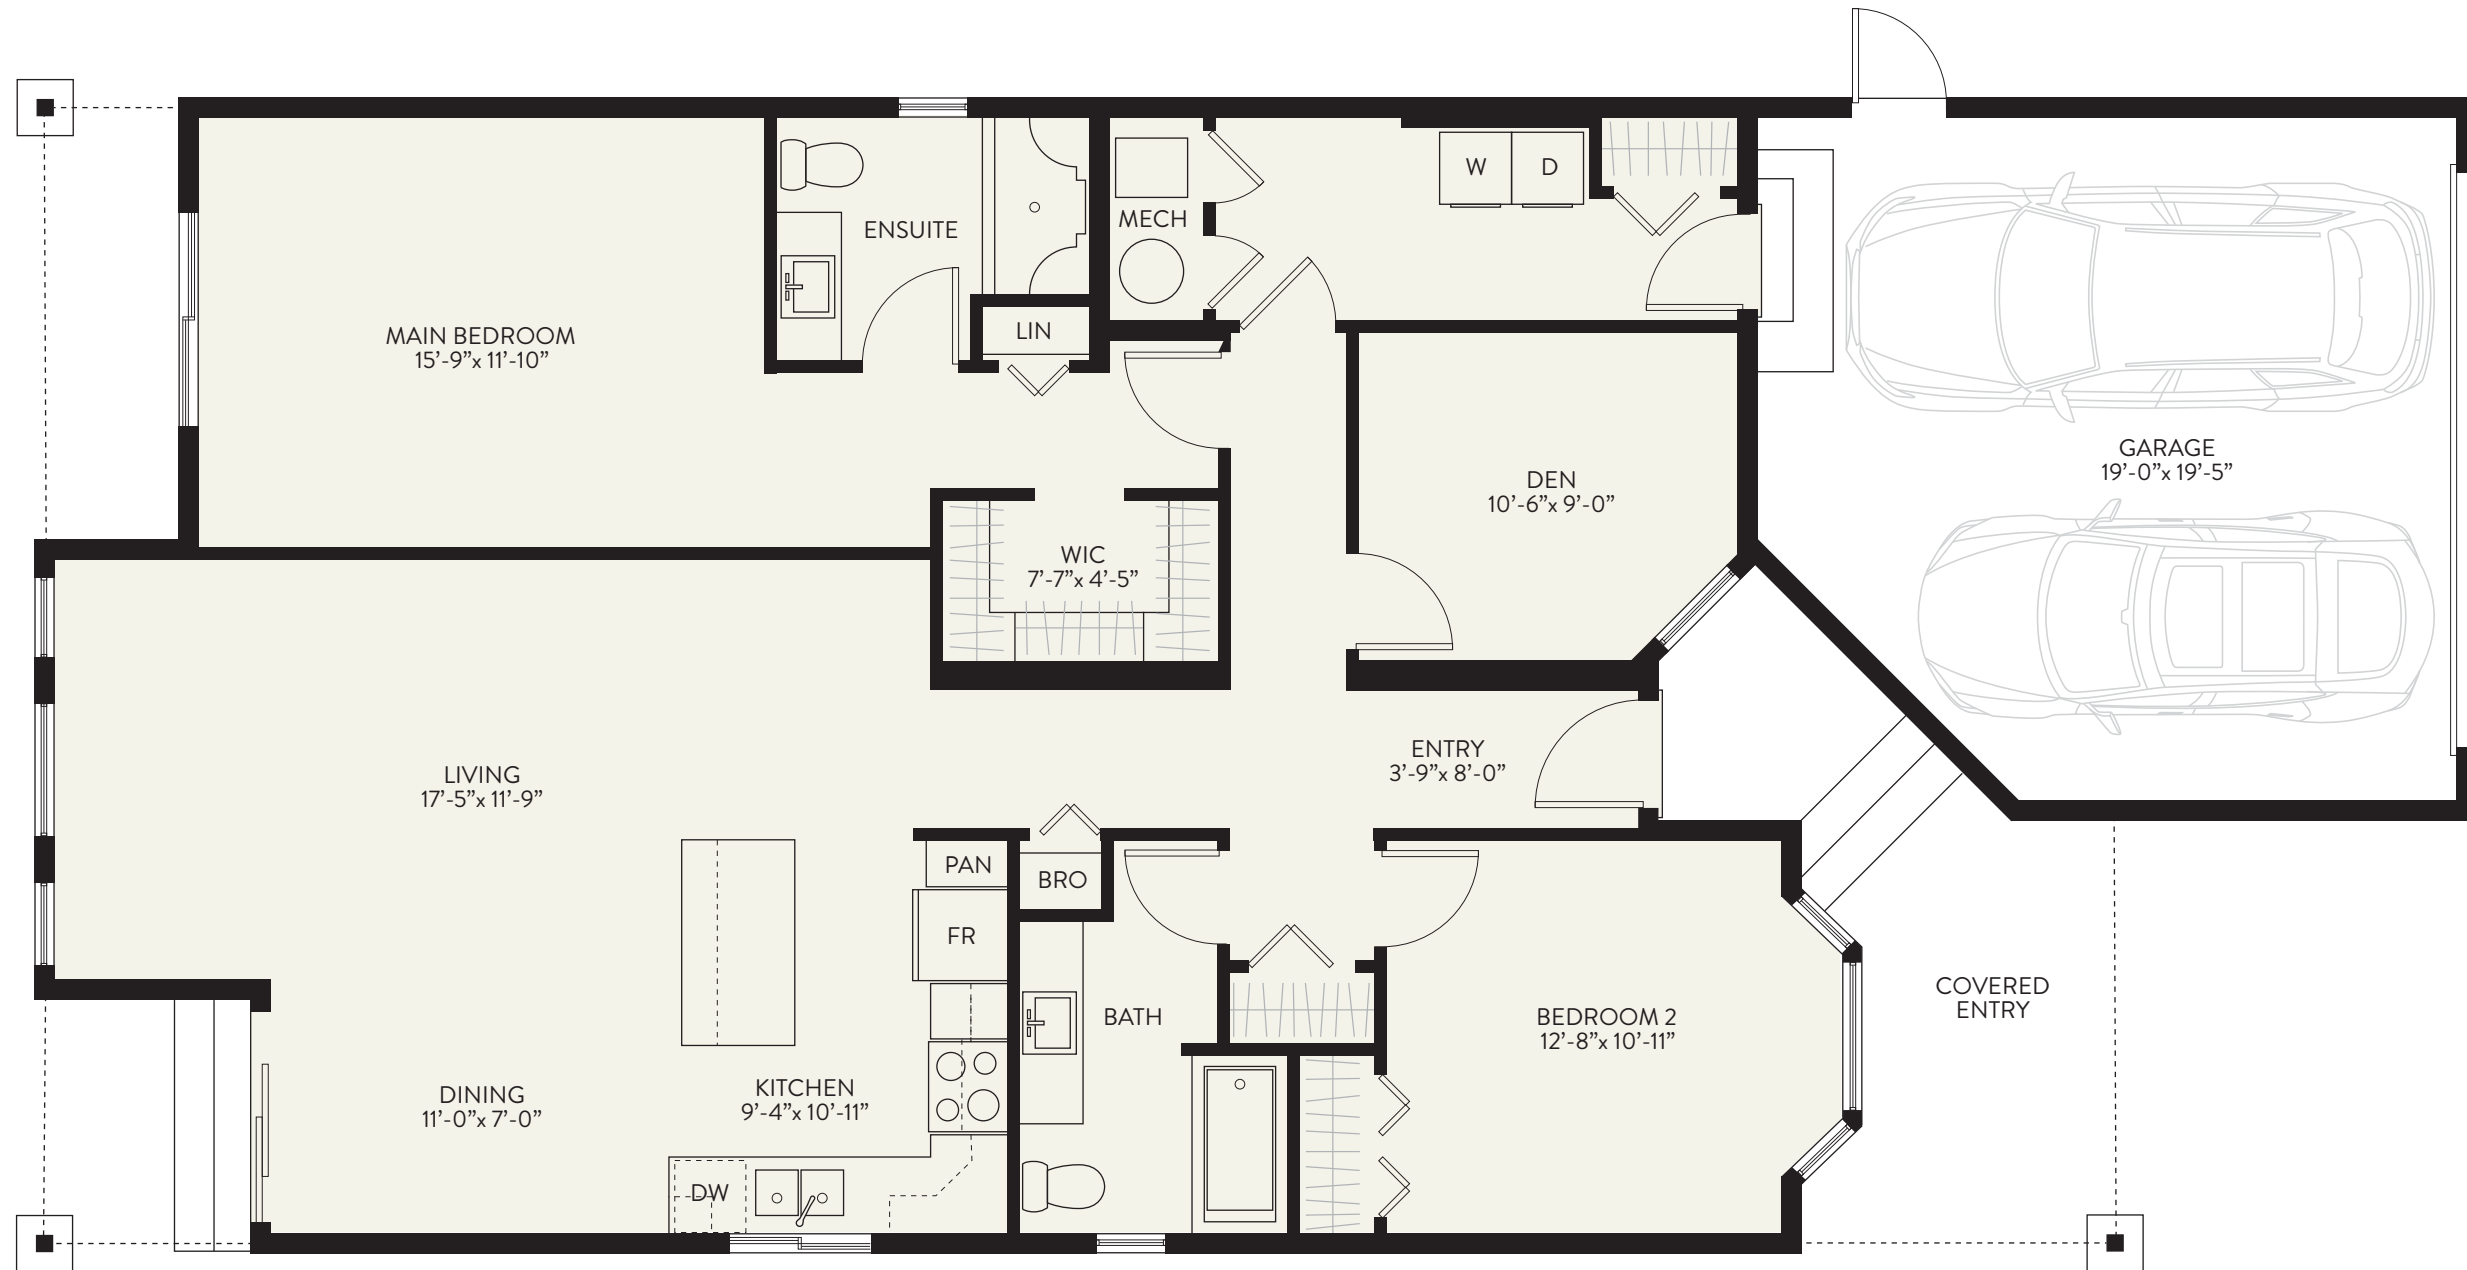 W
D
MECH
ENSUITE
LIN
MAIN BEDROOM
15’-9”x 11’-10”
GARAGE
19’-0”x 19’-5”
DEN
10’-6”x 9’-0”
WIC
7’-7”x 4’-5”
LIVING
17’-5”x 11’-9”
ENTRY
3’-9”x 8’-0”
PAN
BRO
FR
BATH
BEDROOM 2
12’-8”x 10’-11”
COVERED
ENTRY
DINING
11’-0”x 7’-0”
KITCHEN
9’-4”x 10’-11”
DW